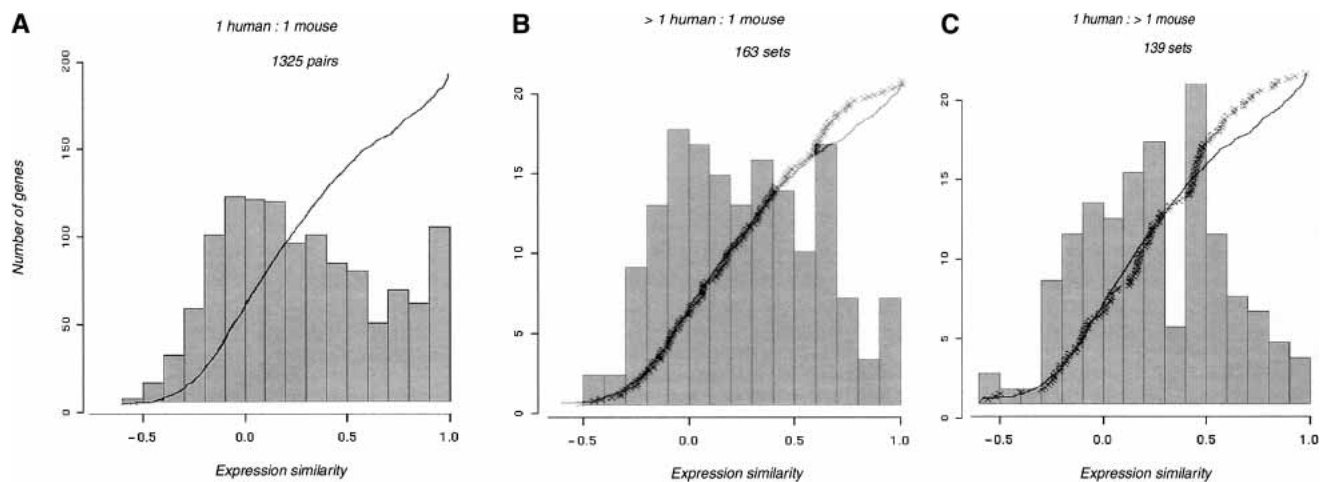 A
1 human : 1 mouse
1325 pairs
200
150
100
50
0
Number of genes
-0.5
0.0
0.5
1.0
Expression similarity
B
> 1 human : 1 mouse
163 sets
20
15
10
5
0
-0.5
0.0
0.5
1.0
Expression similarity
C
1 human : > 1 mouse
139 sets
20
15
10
5
0
-0.5
0.0
0.5
1.0
Expression similarity